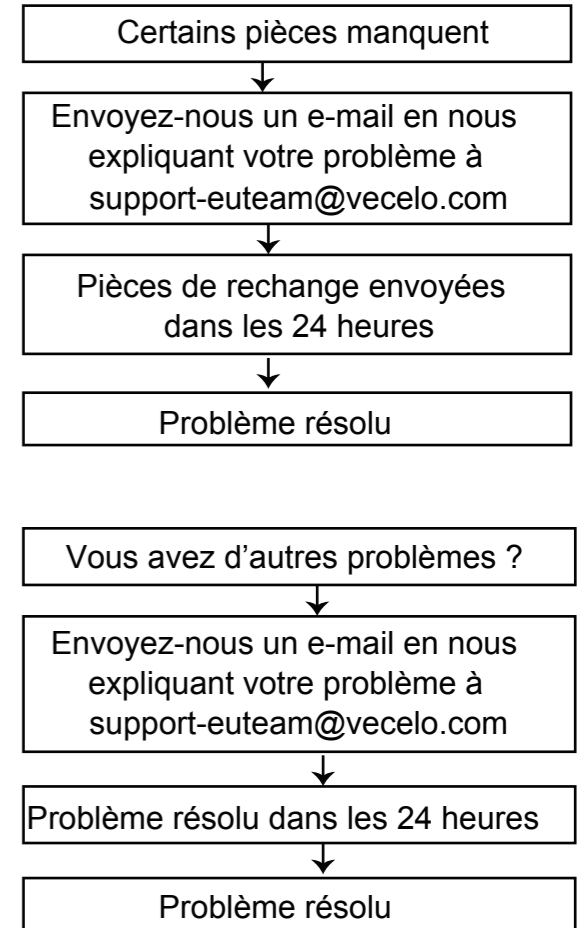 Certains pièces manquent
Envoyez-nous un e-mail en nous
expliquant votre problème à
support-euteam@vecelo.com
Pièces de rechange envoyées
dans les 24 heures
Problème résolu
Vous avez d’autres problèmes ?
Envoyez-nous un e-mail en nous
expliquant votre problème à
support-euteam@vecelo.com
Problème résolu dans les 24 heures
Problème résolu